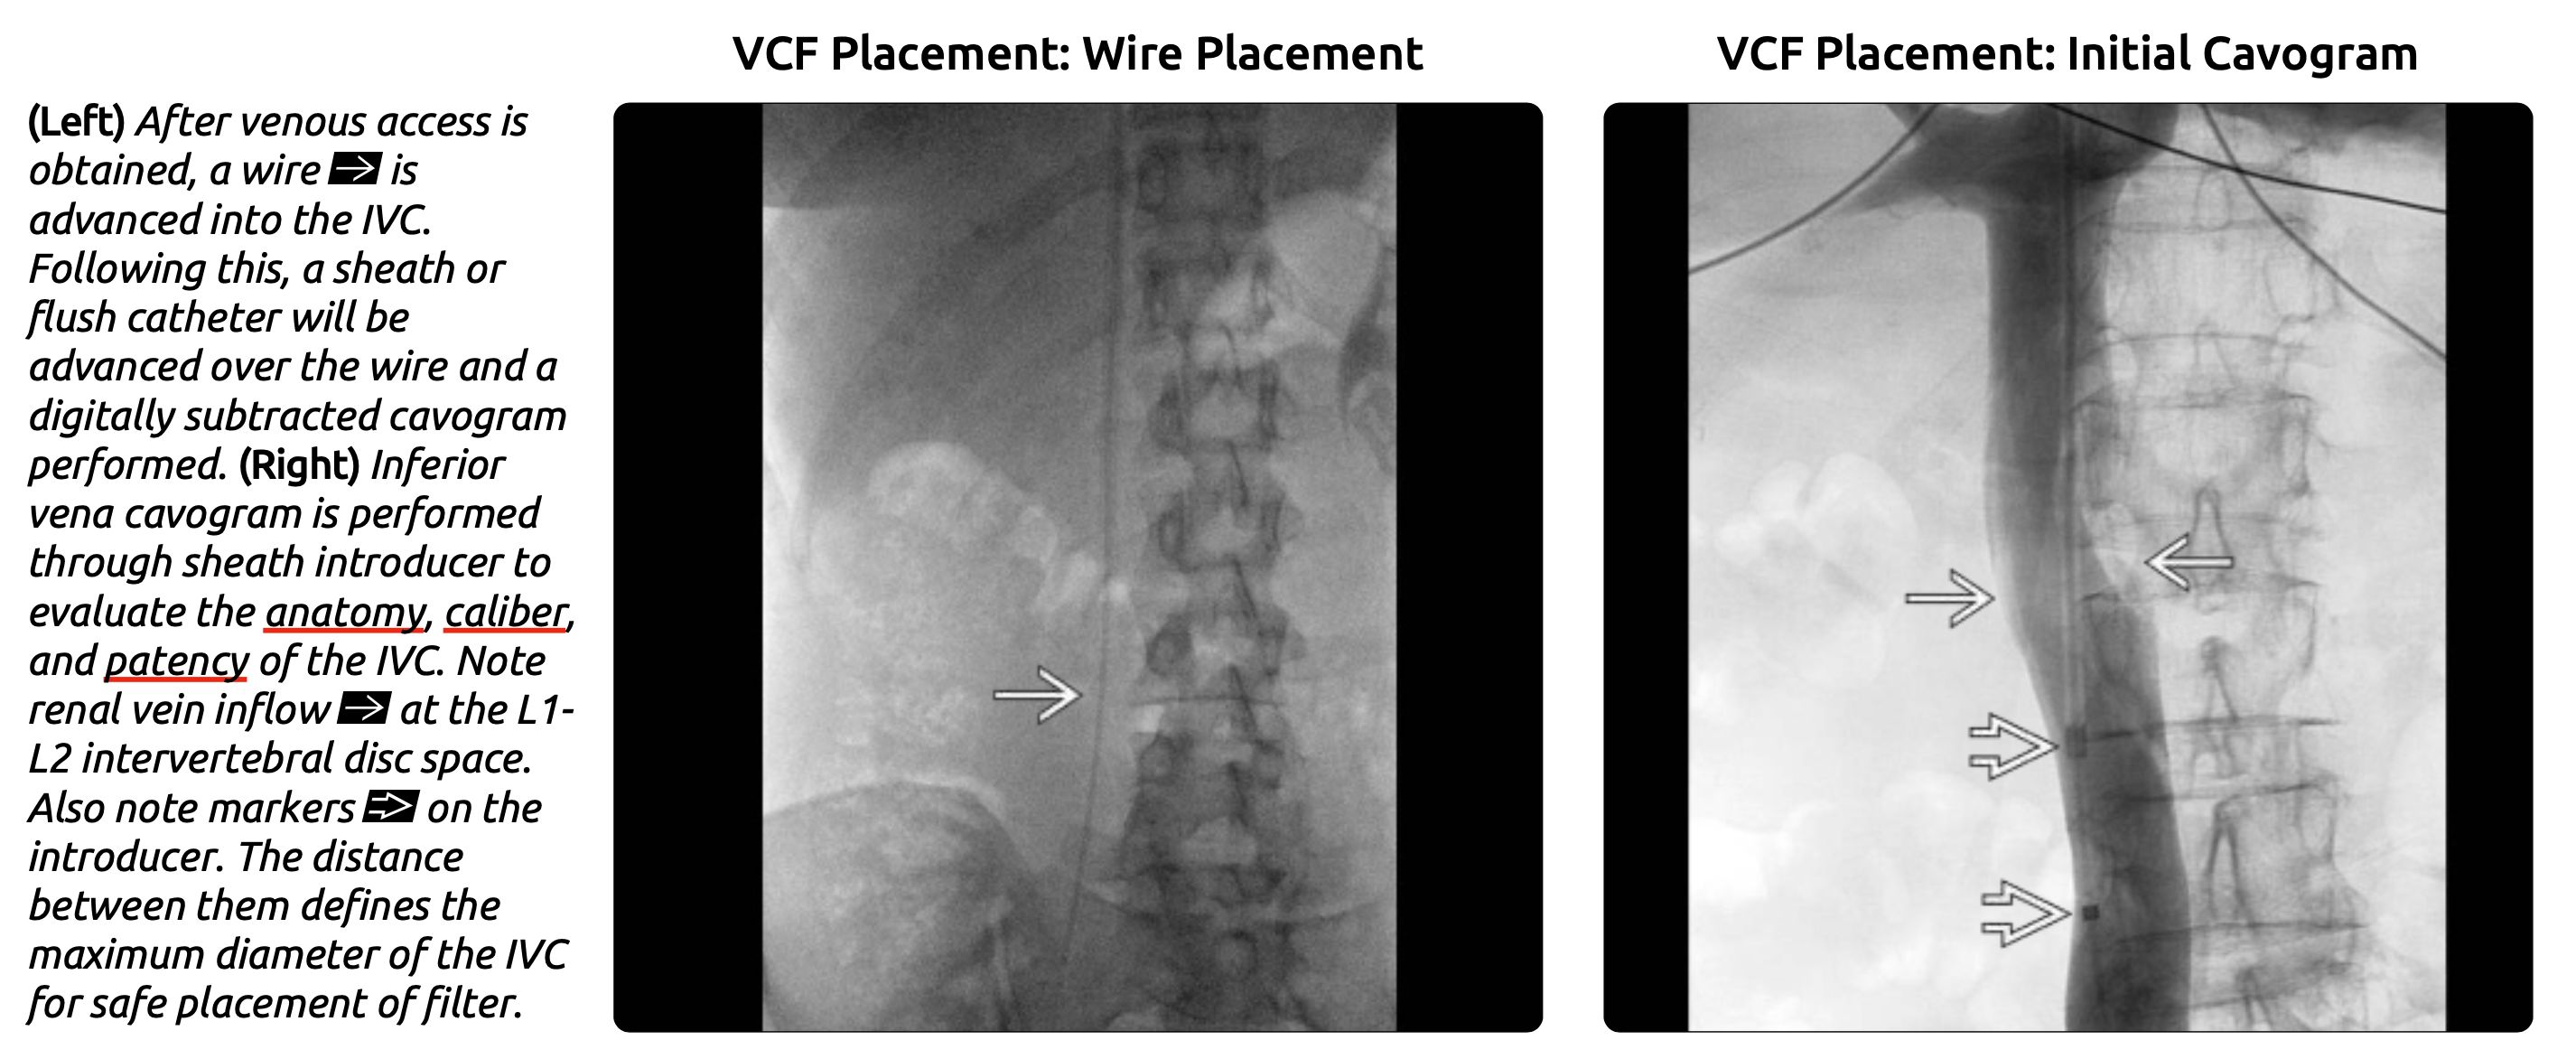 VCF Placement: Wire Placement
VCF Placement: Initial Cavogram
(Left) After venous access is
obtained, a wire is
advanced into the IVC.
Following this, a sheath or
flush catheter will be
advanced over the wire and a
digitally subtracted cavogram
performed. (Right) Inferior
vena cavogram is performed
through sheath introducer to
evaluate the anatomy, caliber,
and patency of the IVC. Note
renal vein inflow at the L1-
L2 intervertebral disc space.
Also note markers on the
introducer. The distance
between them defines the
maximum diameter of the IVC
for safe placement of filter.